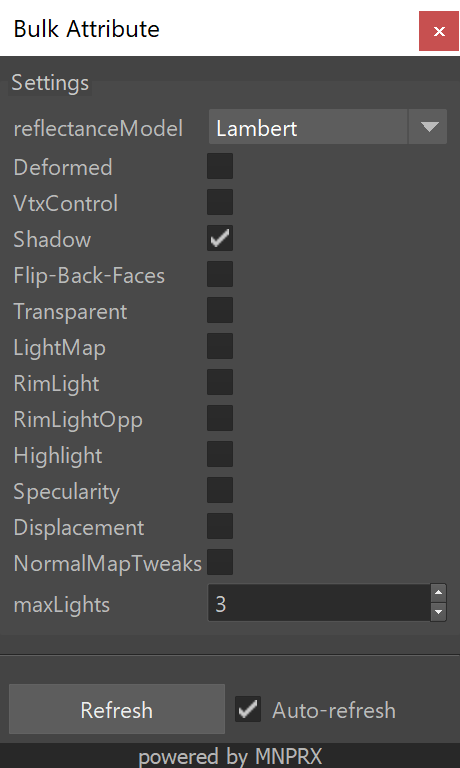 Bulk Attribute
Settings
reflectanceModel Lambert
Deformed
VtxControl
Shadow
Flip-Back-Faces
Transparent
LightMap
RimLight
RimLightOpp
Highlight
Specularity
Displacement
NormalMapTweaks
maxLights 3
Refresh Auto-refresh
powered by MNPRX